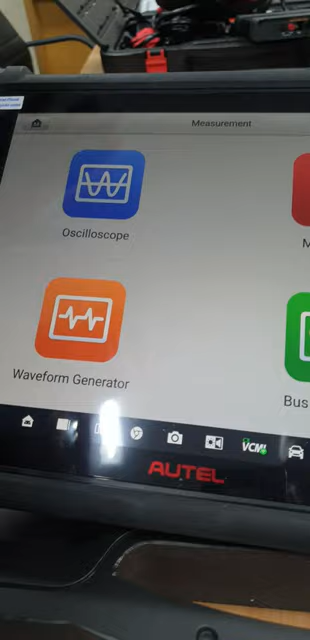 Measurement
Oscilloscope
M
Waveform Generator
Bus
VCMI
AUTEL